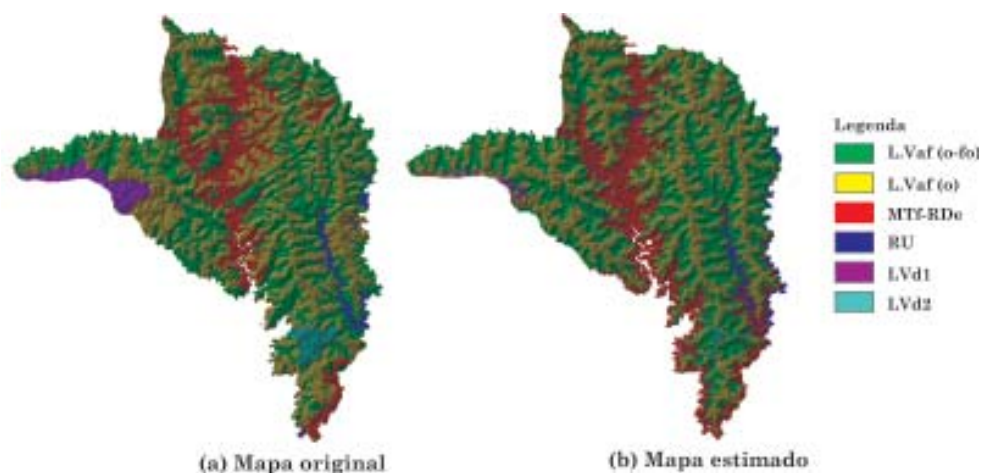 Legenda
L.Vaf (o-fo)
L.Vaf (o)
MTf-RDe
RU
LVd1
LVd2
(a) Mapa original
(b) Mapa estimado